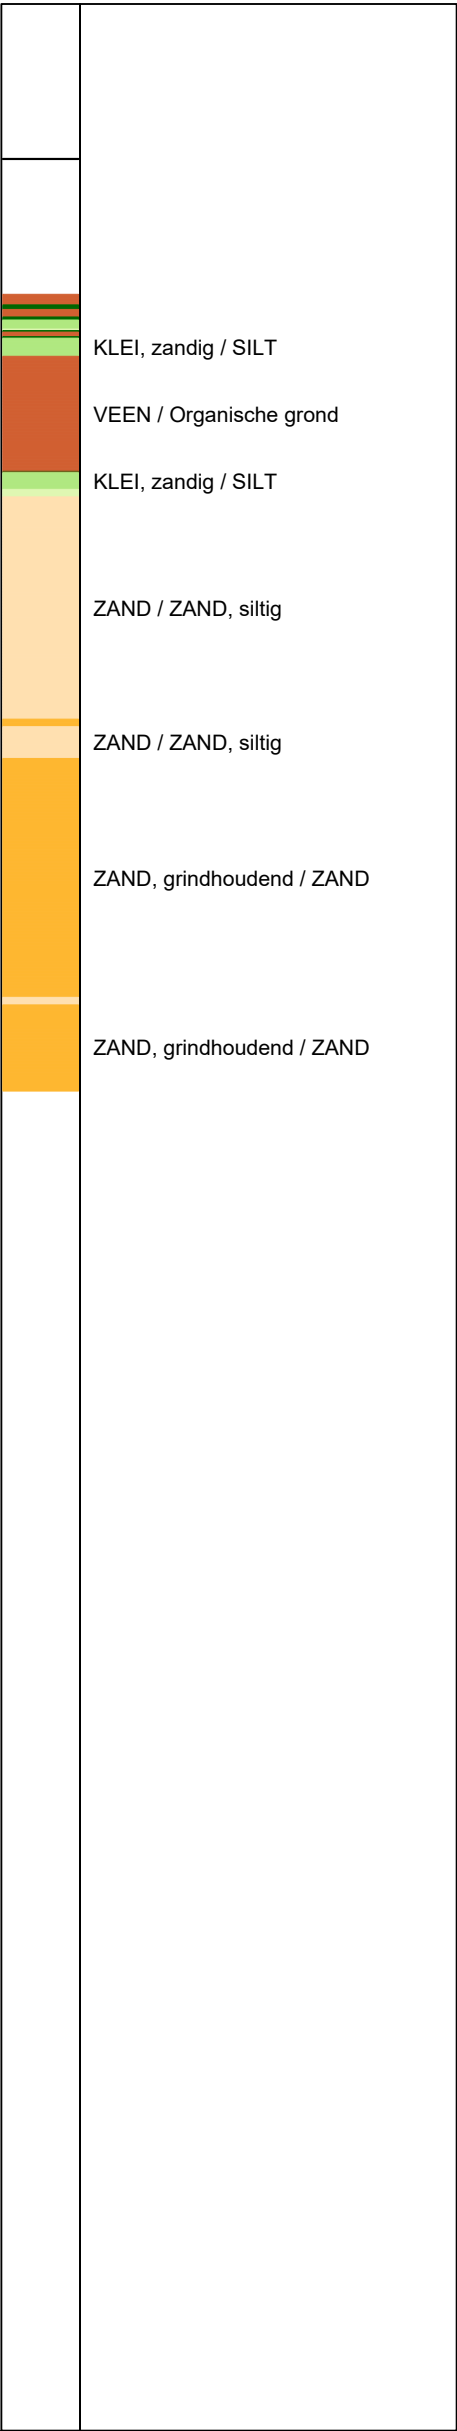 KLEI, zandig / SILT
VEEN / Organische grond
KLEI, zandig / SILT
ZAND / ZAND, siltig
ZAND / ZAND, siltig
ZAND, grindhoudend / ZAND
ZAND, grindhoudend / ZAND